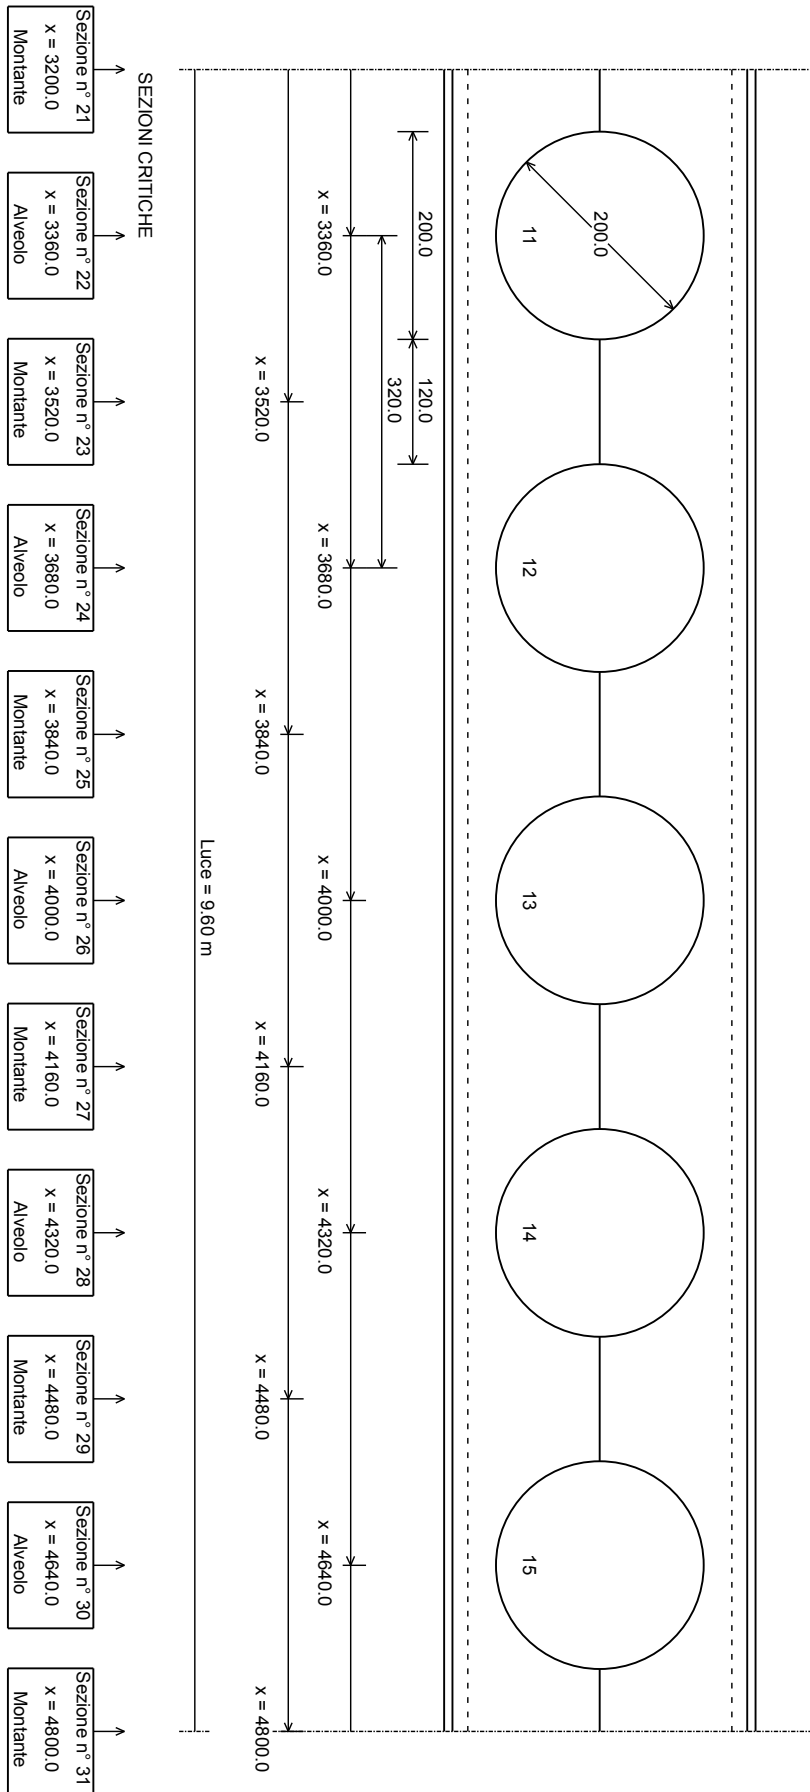 11
200.0
12
13
14
15
200.0
120.0
320.0
x = 3360.0
x = 3680.0
x = 4000.0
x = 4320.0
x = 4640.0
x = 3520.0
x = 3840.0
x = 4160.0
x = 4480.0
x = 4800.0
Luce = 9.60 m
SEZIONI CRITICHE
Sezione n° 21
x = 3200.0
Montante
Sezione n° 22
x = 3360.0
Alveolo
Sezione n° 23
x = 3520.0
Montante
Sezione n° 24
x = 3680.0
Alveolo
Sezione n° 25
x = 3840.0
Montante
Sezione n° 26
x = 4000.0
Alveolo
Sezione n° 27
x = 4160.0
Montante
Sezione n° 28
x = 4320.0
Alveolo
Sezione n° 29
x = 4480.0
Montante
Sezione n° 30
x = 4640.0
Alveolo
Sezione n° 31
x = 4800.0
Montante